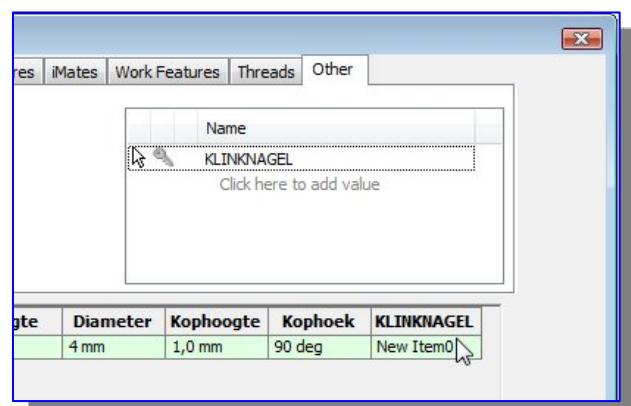 res iMates Work Features Threads Other
Name
KLINKNAGEL
Click here to add value
gte Diameter Kophoogte Kophoek KLINKNAGEL
4 mm 1,0 mm 90 deg New Item0